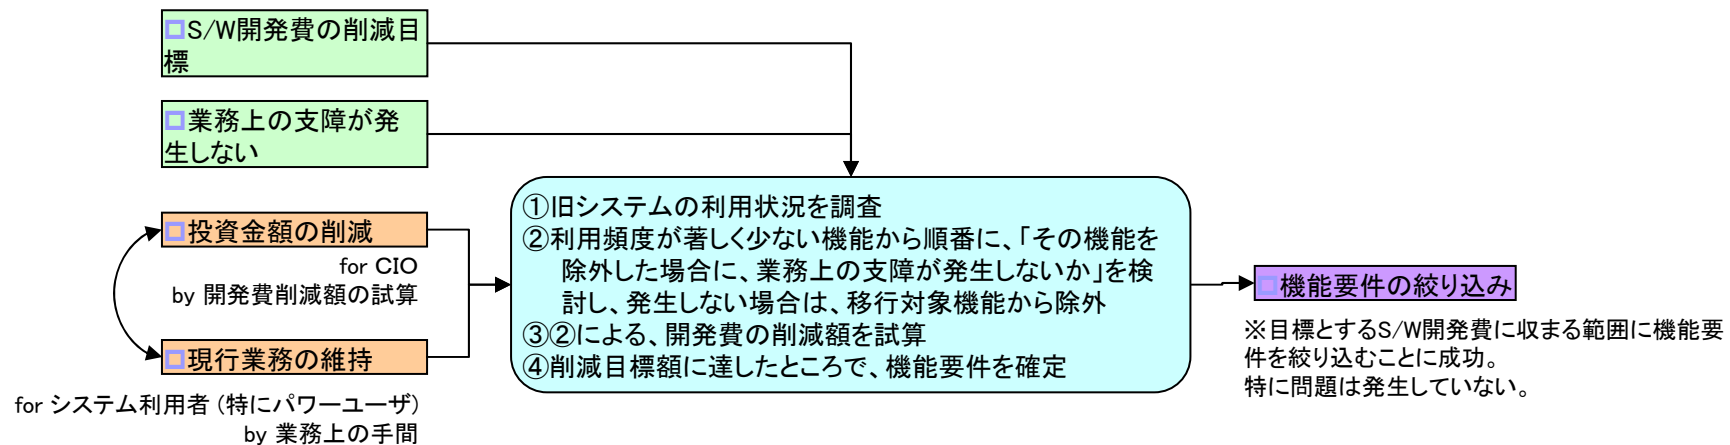 □S/W開発費の削減目
標
□業務上の支障が発
生しない
□投資金額の削減
for CIO
by 開発費削減額の試算
□現行業務の維持
for システム利用者(特にパワーユーザ)
by 業務上の手間
①旧システムの利用状況を調査
②利用頻度が著しく少ない機能から順番に、「その機能を
除外した場合に、業務上の支障が発生しないか」を検
討し、発生しない場合は、移行対象機能から除外
③②による、開発費の削減額を試算
④削減目標額に達したところで、機能要件を確定
□機能要件の絞り込み
※目標とするS/W開発費に収まる範囲に機能要
件を絞り込むことに成功。
特に問題は発生していない。